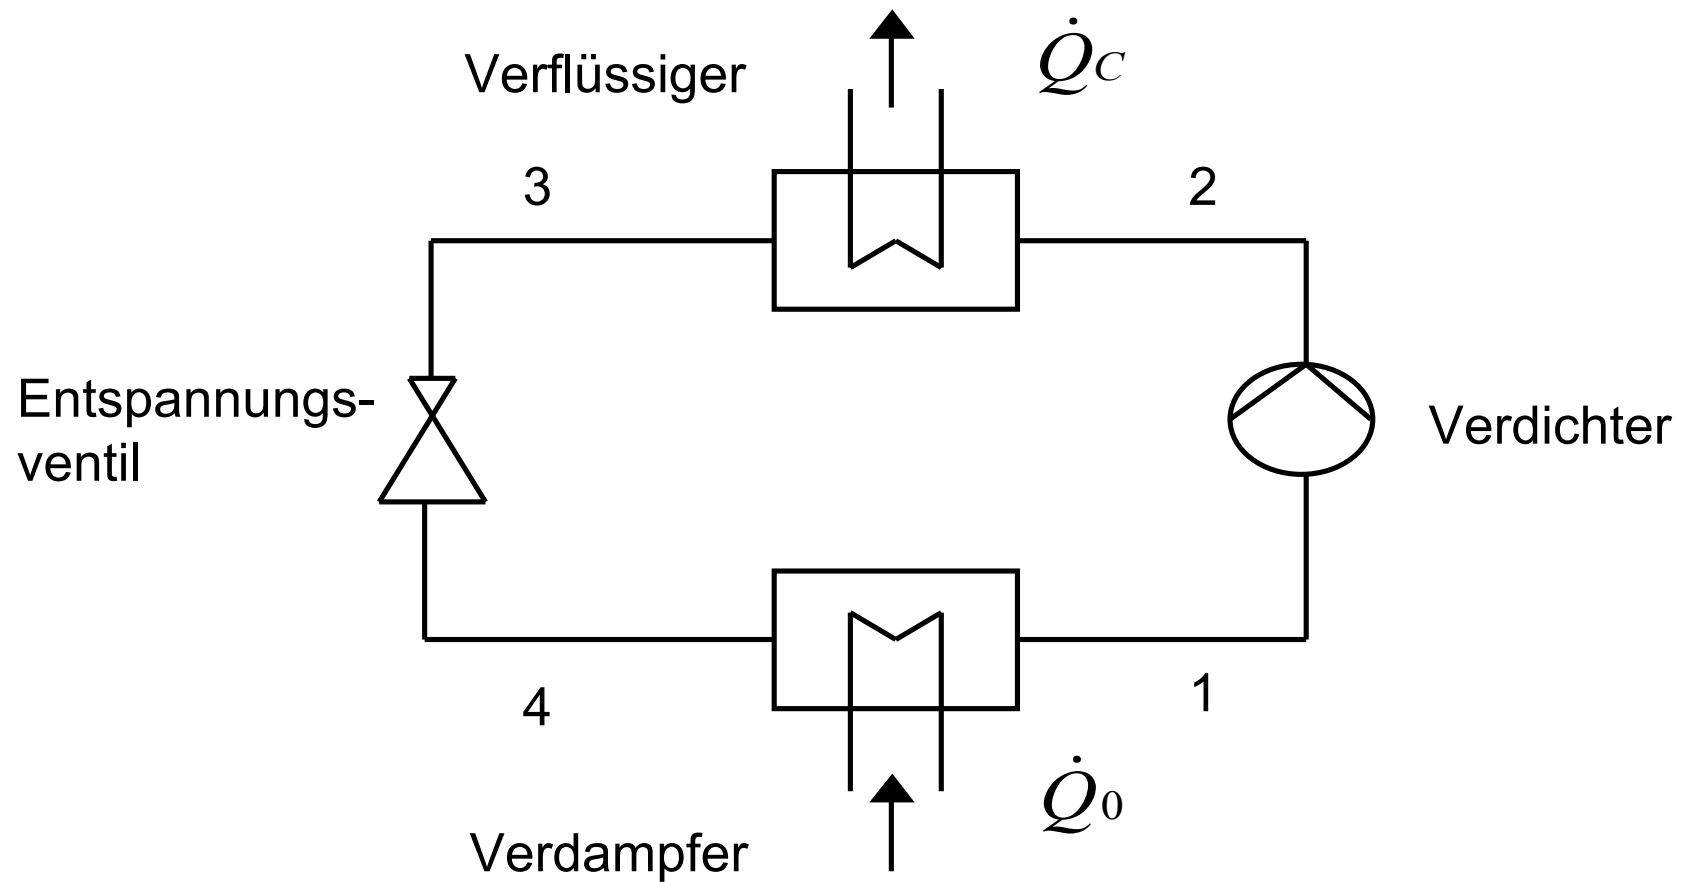 Verflüssiger
Q̇C
3
2
Entspannungs-
ventil
Verdichter
4
1
Q̇0
Verdampfer